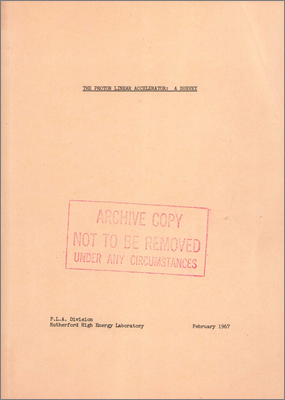 THE PROTON LINEAR ACCELERATOR: A SURVEY
ARCHIVE COPY
NOT TO BE REMOVED
UNDER ANY CIRCUMSTANCES
P.L.A. Division
Rutherford High Energy Laboratory February 1967